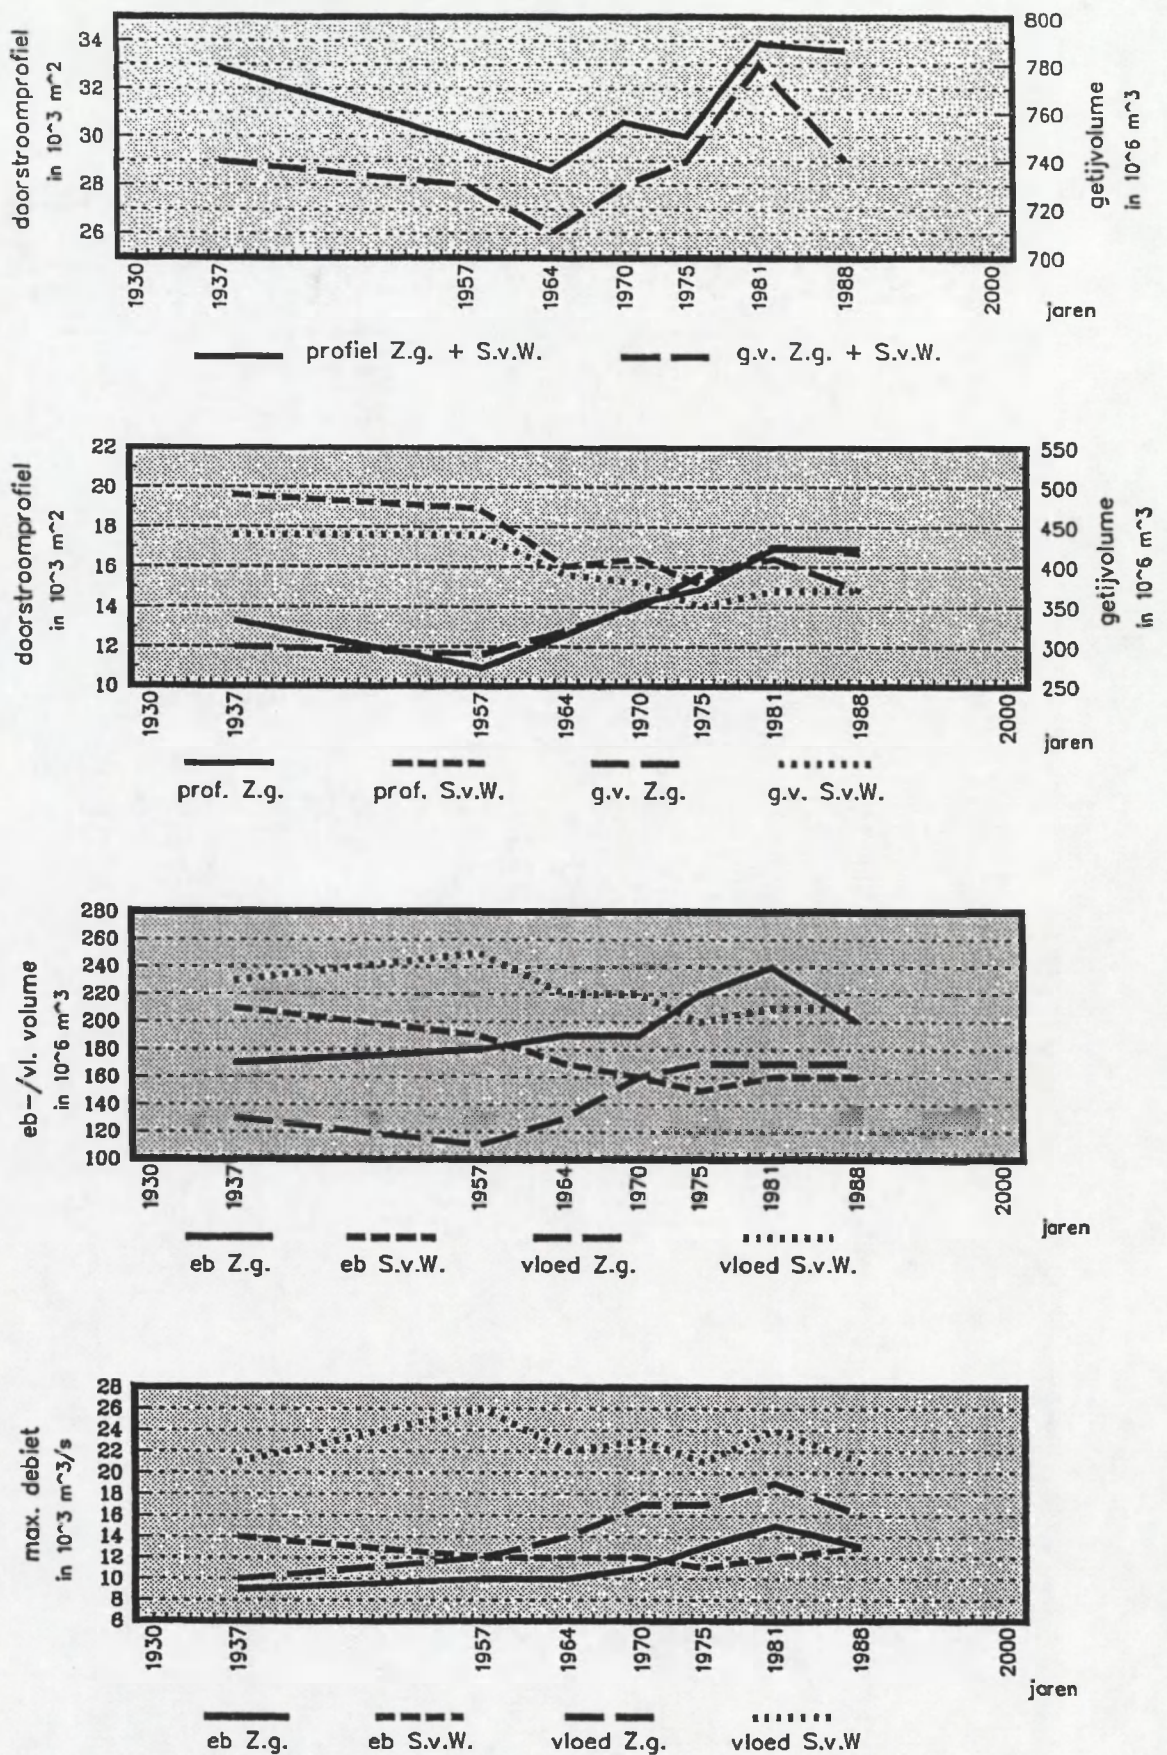 doorstroomprofiel
in 10^3 m^2
34
32
30
28
26
800
780
760
740
720
700
getijvolume
in 10^6 m^3
1930
1937
1957
1964
1970
1975
1981
1988
2000
jaren
profiel Z.g. + S.v.W.
g.v. Z.g. + S.v.W.
doorstroomprofiel
in 10^3 m^2
22
20
18
16
14
12
10
550
500
450
400
350
300
250
getijvolume
in 10^6 m^3
1930
1937
1957
1964
1970
1975
1981
1988
2000
jaren
prof. Z.g.
prof. S.v.W.
g.v. Z.g.
g.v. S.v.W.
eb-/vl. volume
in 10^6 m^3
280
260
240
220
200
180
160
140
120
100
1930
1937
1957
1964
1970
1975
1981
1988
2000
jaren
eb Z.g.
eb S.v.W.
vloed Z.g.
vloed S.v.W.
max. debiet
in 10^3 m^3/s
28
26
24
22
20
18
16
14
12
10
8
6
1930
1937
1957
1964
1970
1975
1981
1988
2000
jaren
eb Z.g.
eb S.v.W.
vloed Z.g.
vloed S.v.W